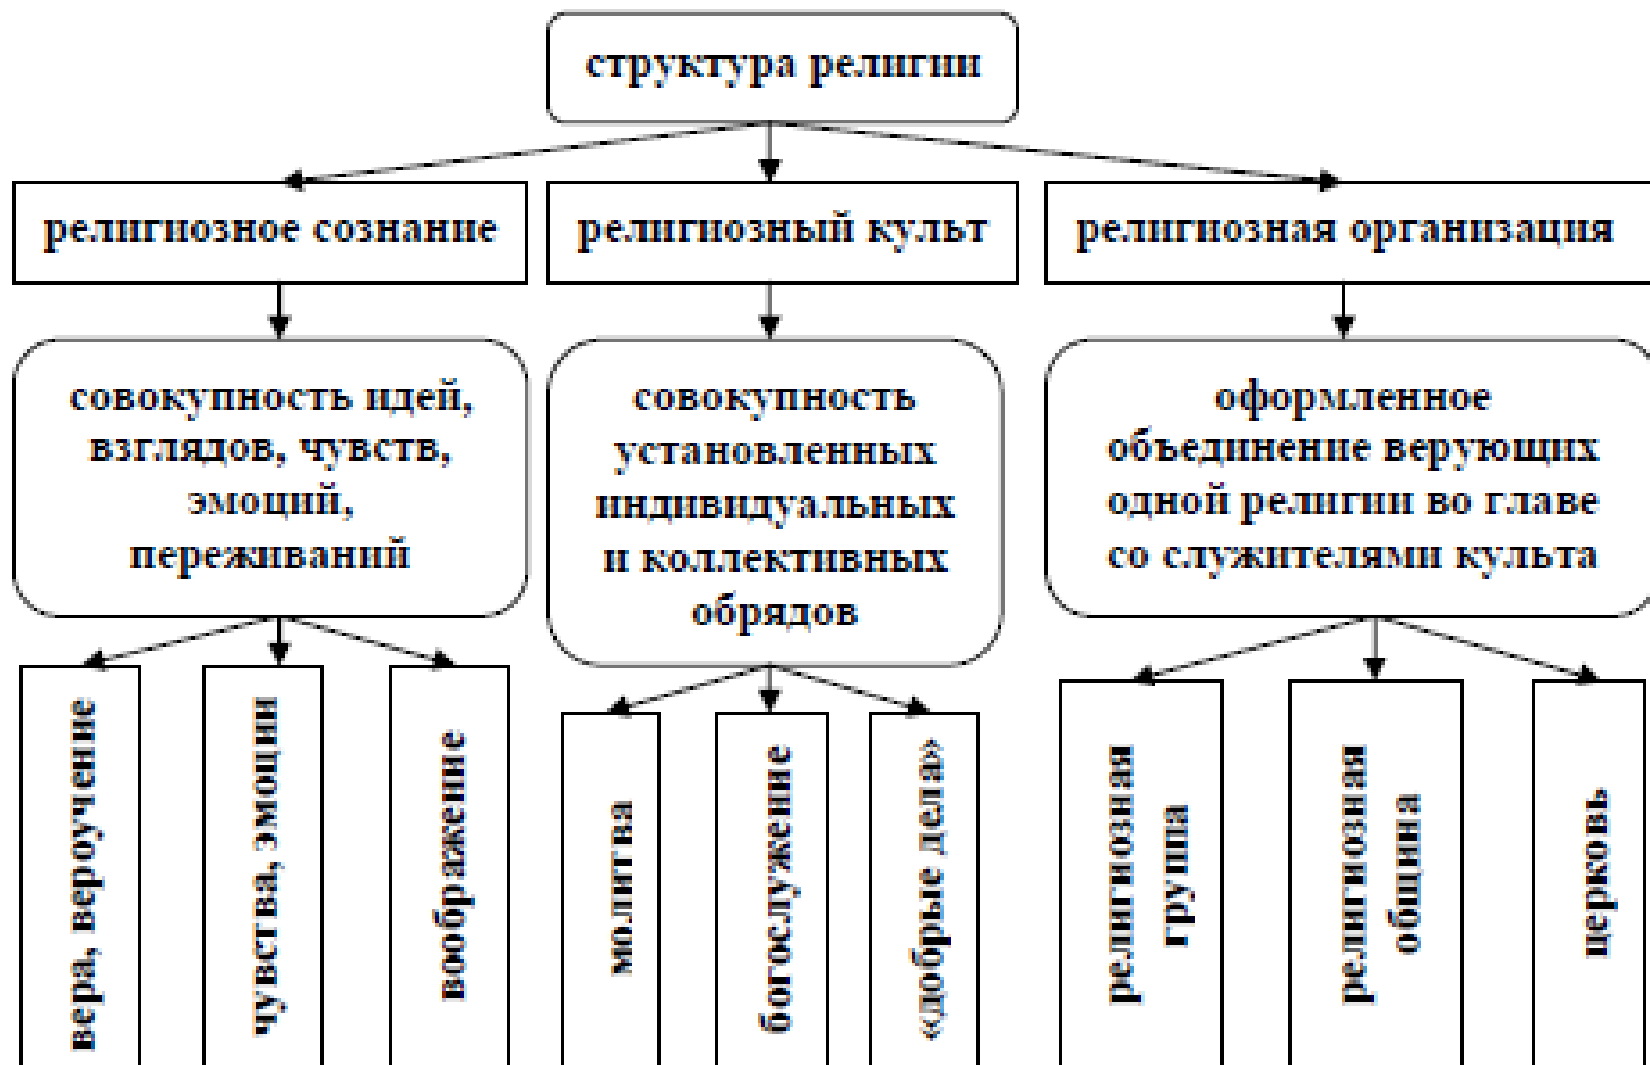 структура религии
религиозное сознание
религиозный культ
религиозная организация
совокупность идей,
взглядов, чувств,
эмоций,
переживаний
совокупность
установленных
индивидуальных
и коллективных
обрядов
оформленное
объединение верующих
одной религии во главе
со служителями культа
вера, вероучение
чувства, эмоции
воображение
молитва
богослужение
«добрые дела»
религиозная
группа
религиозная
община
церковь